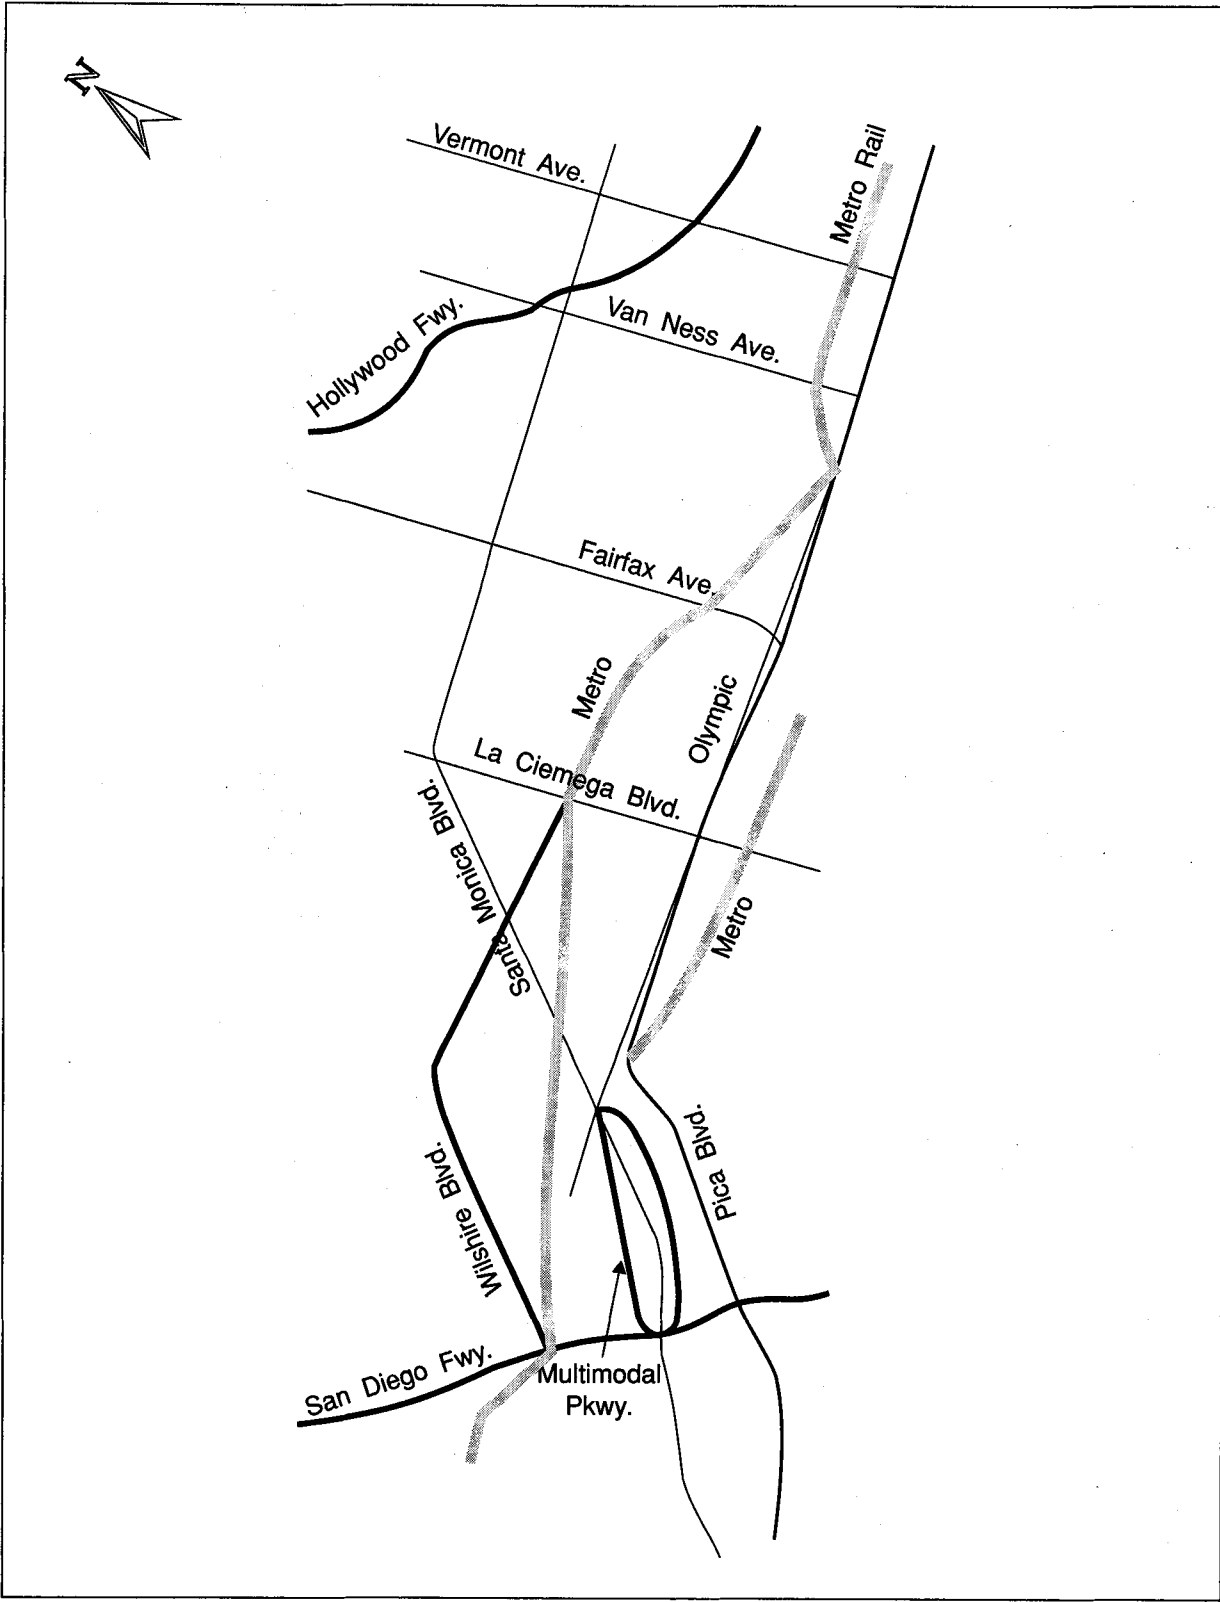 N
Vermont Ave.
Metro Rail
Hollywood Fwy.
Van Ness Ave.
Fairfax Ave.
Metro
Olympic
La Ciemega Blvd.
Santa Monica Blvd.
Metro
Pica Blvd.
Wilshire Blvd.
San Diego Fwy.
Multimodal
Pkwy.